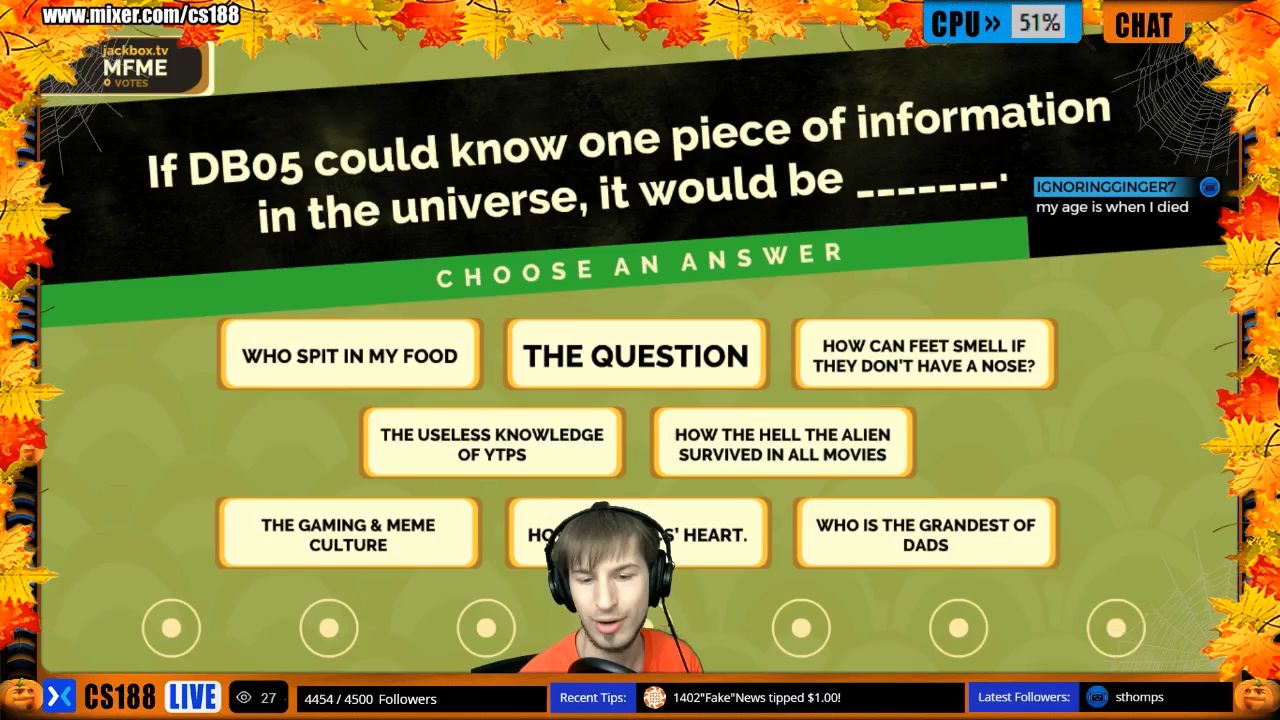 www.mixer.com/cs188
CPU» 51%
CHAT
jackbox.tv
MFME
0 VOTES
If DB05 could know one piece of information
in the universe, it would be _______.
IGNORINGGINGER7
my age is when I died
CHOOSE AN ANSWER
WHO SPIT IN MY FOOD
THE QUESTION
HOW CAN FEET SMELL IF
THEY DON'T HAVE A NOSE?
THE USELESS KNOWLEDGE
OF YTPS
HOW THE HELL THE ALIEN
SURVIVED IN ALL MOVIES
THE GAMING & MEME
CULTURE
HEART.
WHO IS THE GRANDEST OF
DADS
CS188 LIVE
27
4454 / 4500 Followers
Recent Tips:
1402"Fake"News tipped $1.00!
Latest Followers:
sthomps